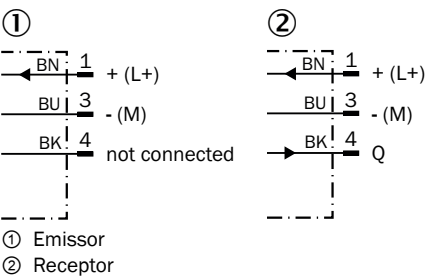 ① ②
BN 1 + (L+)
BU 3 - (M)
BK 4 not connected
BN 1 + (L+)
BU 3 - (M)
BK 4 Q
① Emissor
② Receptor